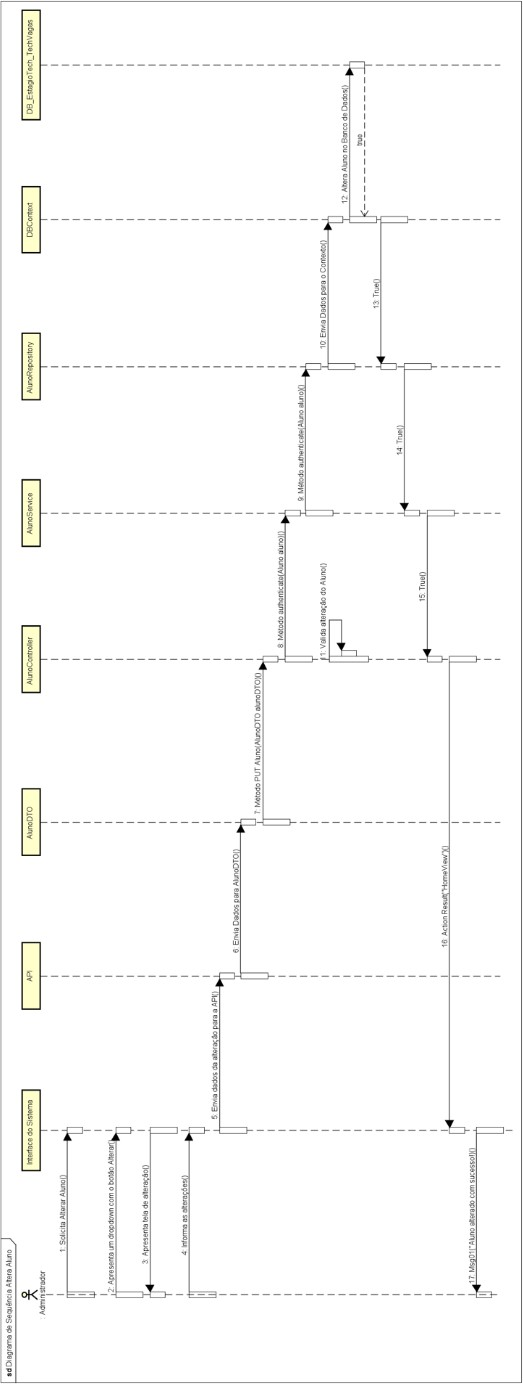 sd Diagrama de Sequência Altera Aluno
Administrador
Interface do Sistema
API
AlunoDTO
AlunoController
AlunoService
AlunoRepository
DBContext
DB_EstagioTech_TechVagas
1: Solicita Alterar Aluno()
2: Apresenta um dropdown com o botão Alterar()
3: Apresenta tela de alteração()
4: Informa as alterações()
5: Envia dados da alteração para a API()
6: Envia Dados para AlunoDTO()
7: Método PUT Aluno(AlunoDTO alunoDTO)()
8: Método authenticate(Aluno aluno)()
9: Método authenticate(Aluno aluno)()
10: Envia Dados para o Contexto()
11: Valida alteração do Aluno()
12: Altera Aluno no Banco de Dados()
true
13: True()
14: True()
15: True()
16: Action Result("HomeView")()
17: Msg01("Aluno alterado com sucesso!)()